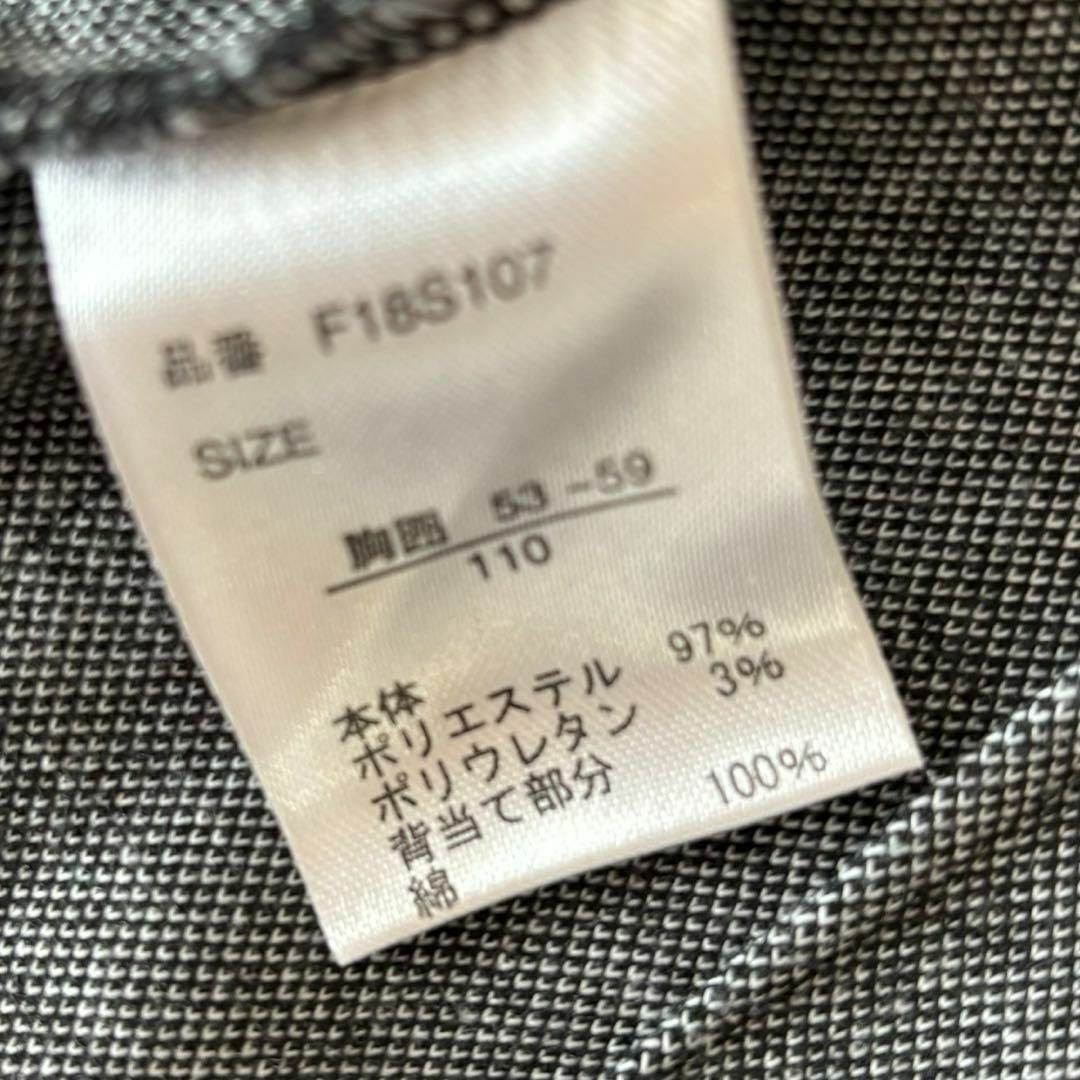 品番 F18S107
SIZE
胸囲 53 ~59
110
本体
ポリエステル 97%
ポリウレタン 3%
背当て部分
綿 100%